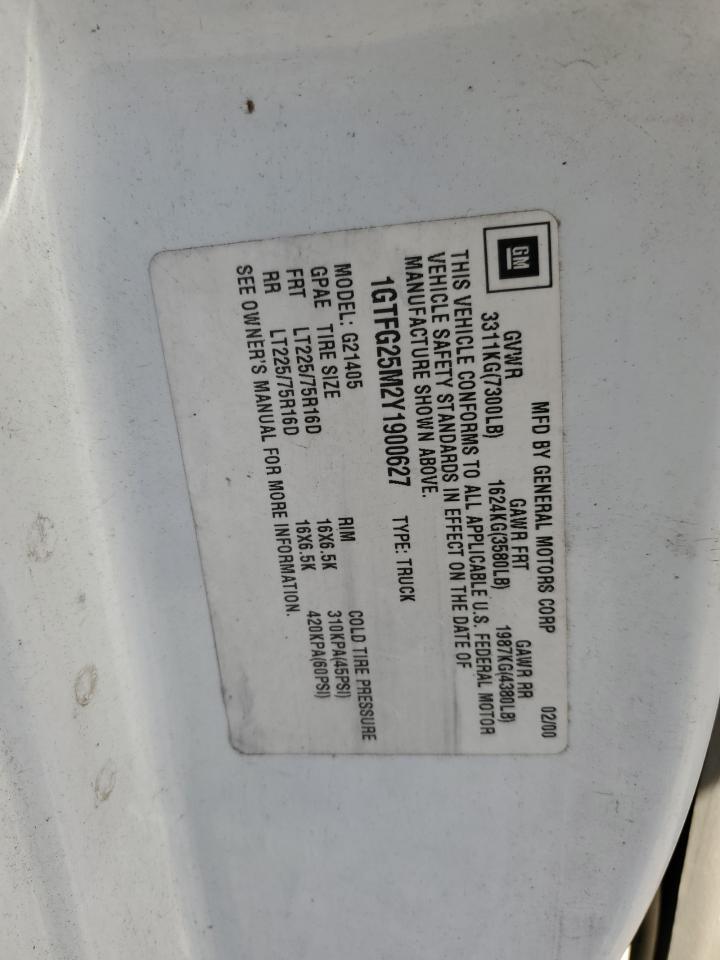 GM
MFD BY GENERAL MOTORS CORP 02/00
GVWR GAWR FRT GAWR RR
3311KG(7300LB) 1624KG(3580LB) 1987KG(4380LB)
THIS VEHICLE CONFORMS TO ALL APPLICABLE U.S. FEDERAL MOTOR
VEHICLE SAFETY STANDARDS IN EFFECT ON THE DATE OF
MANUFACTURE SHOWN ABOVE.
1GTFG25M2Y1900627 TYPE: TRUCK
MODEL: G21405
GPAE TIRE SIZE RIM COLD TIRE PRESSURE
FRT LT225/75R16D 16X6.5K 310KPA(45PSI)
RR LT225/75R16D 16X6.5K 420KPA(60PSI)
SEE OWNER'S MANUAL FOR MORE INFORMATION.